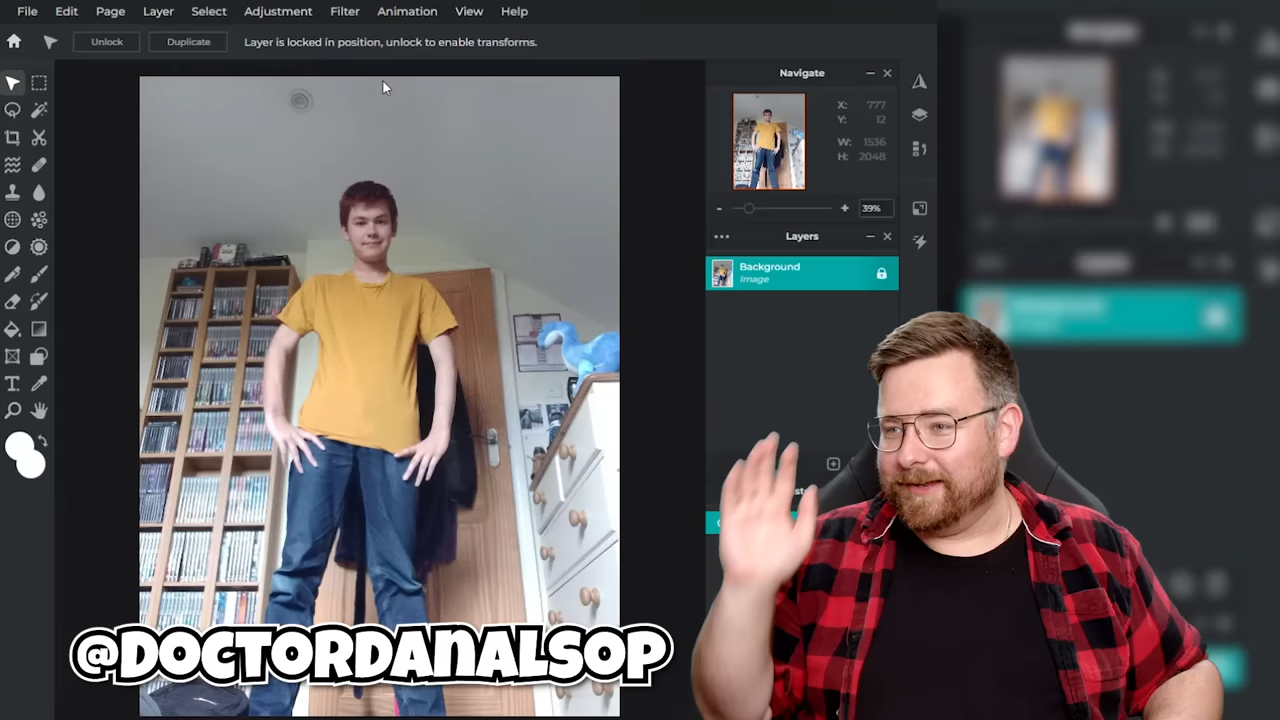 File Edit Page Layer Select Adjustment Filter Animation View Help
Unlock Duplicate Layer is locked in position, unlock to enable transforms.
Navigate
X: 777
Y: 12
W: 1536
H: 2048
39%
Layers
Background
Image
@DOCTORDANALSOP